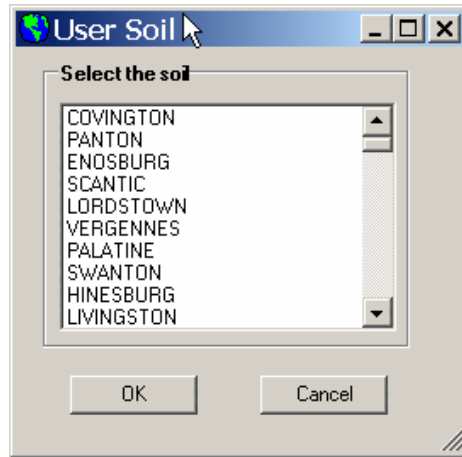 User Soil
Select the soil
COVINGTON
PANTON
ENOSBURG
SCANTIC
LORDSTOWN
VERGENNES
PALATINE
SWANTON
HINESBURG
LIVINGSTON
OK
Cancel